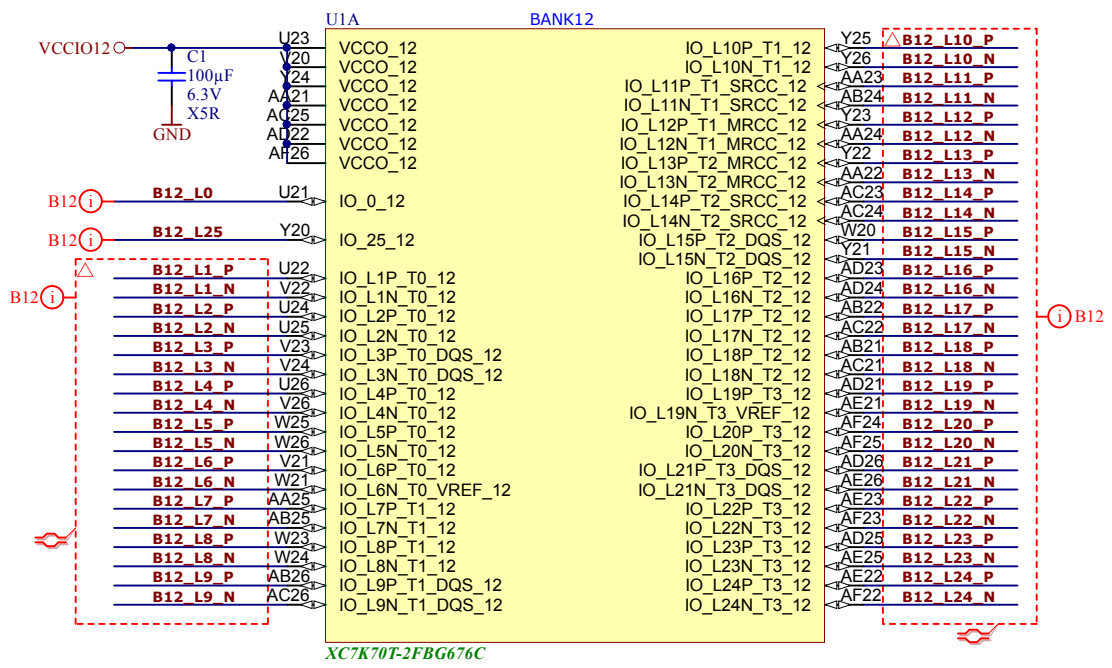 U1A BANK12
VCCIO12
C1
100µF
6.3V
X5R
GND
U23 VCCO_12
V20 VCCO_12
Y24 VCCO_12
AA21 VCCO_12
AC25 VCCO_12
AD22 VCCO_12
AF26 VCCO_12
B12 i B12_L0 U21 IO_0_12
B12 i B12_L25 Y20 IO_25_12
B12 i
B12_L1_P U22 IO_L1P_T0_12
B12_L1_N V22 IO_L1N_T0_12
B12_L2_P U24 IO_L2P_T0_12
B12_L2_N U25 IO_L2N_T0_12
B12_L3_P V23 IO_L3P_T0_DQS_12
B12_L3_N V24 IO_L3N_T0_DQS_12
B12_L4_P U26 IO_L4P_T0_12
B12_L4_N V26 IO_L4N_T0_12
B12_L5_P W25 IO_L5P_T0_12
B12_L5_N W26 IO_L5N_T0_12
B12_L6_P V21 IO_L6P_T0_12
B12_L6_N W21 IO_L6N_T0_VREF_12
B12_L7_P AA25 IO_L7P_T1_12
B12_L7_N AB25 IO_L7N_T1_12
B12_L8_P W23 IO_L8P_T1_12
B12_L8_N W24 IO_L8N_T1_12
B12_L9_P AB26 IO_L9P_T1_DQS_12
B12_L9_N AC26 IO_L9N_T1_DQS_12
IO_L10P_T1_12 Y25 B12_L10_P
IO_L10N_T1_12 Y26 B12_L10_N
IO_L11P_T1_SRCC_12 AA23 B12_L11_P
IO_L11N_T1_SRCC_12 AB24 B12_L11_N
IO_L12P_T1_MRCC_12 Y23 B12_L12_P
IO_L12N_T1_MRCC_12 AA24 B12_L12_N
IO_L13P_T2_MRCC_12 Y22 B12_L13_P
IO_L13N_T2_MRCC_12 AA22 B12_L13_N
IO_L14P_T2_SRCC_12 AC23 B12_L14_P
IO_L14N_T2_SRCC_12 AC24 B12_L14_N
IO_L15P_T2_DQS_12 W20 B12_L15_P
IO_L15N_T2_DQS_12 Y21 B12_L15_N
IO_L16P_T2_12 AD23 B12_L16_P
IO_L16N_T2_12 AD24 B12_L16_N
IO_L17P_T2_12 AB22 B12_L17_P
IO_L17N_T2_12 AC22 B12_L17_N
IO_L18P_T2_12 AB21 B12_L18_P
IO_L18N_T2_12 AC21 B12_L18_N
IO_L19P_T3_12 AD21 B12_L19_P
IO_L19N_T3_VREF_12 AE21 B12_L19_N
IO_L20P_T3_12 AF24 B12_L20_P
IO_L20N_T3_12 AF25 B12_L20_N
IO_L21P_T3_DQS_12 AD26 B12_L21_P
IO_L21N_T3_DQS_12 AE26 B12_L21_N
IO_L22P_T3_12 AE23 B12_L22_P
IO_L22N_T3_12 AF23 B12_L22_N
IO_L23P_T3_12 AD25 B12_L23_P
IO_L23N_T3_12 AE25 B12_L23_N
IO_L24P_T3_12 AE22 B12_L24_P
IO_L24N_T3_12 AF22 B12_L24_N
i B12
XC7K70T-2FBG676C